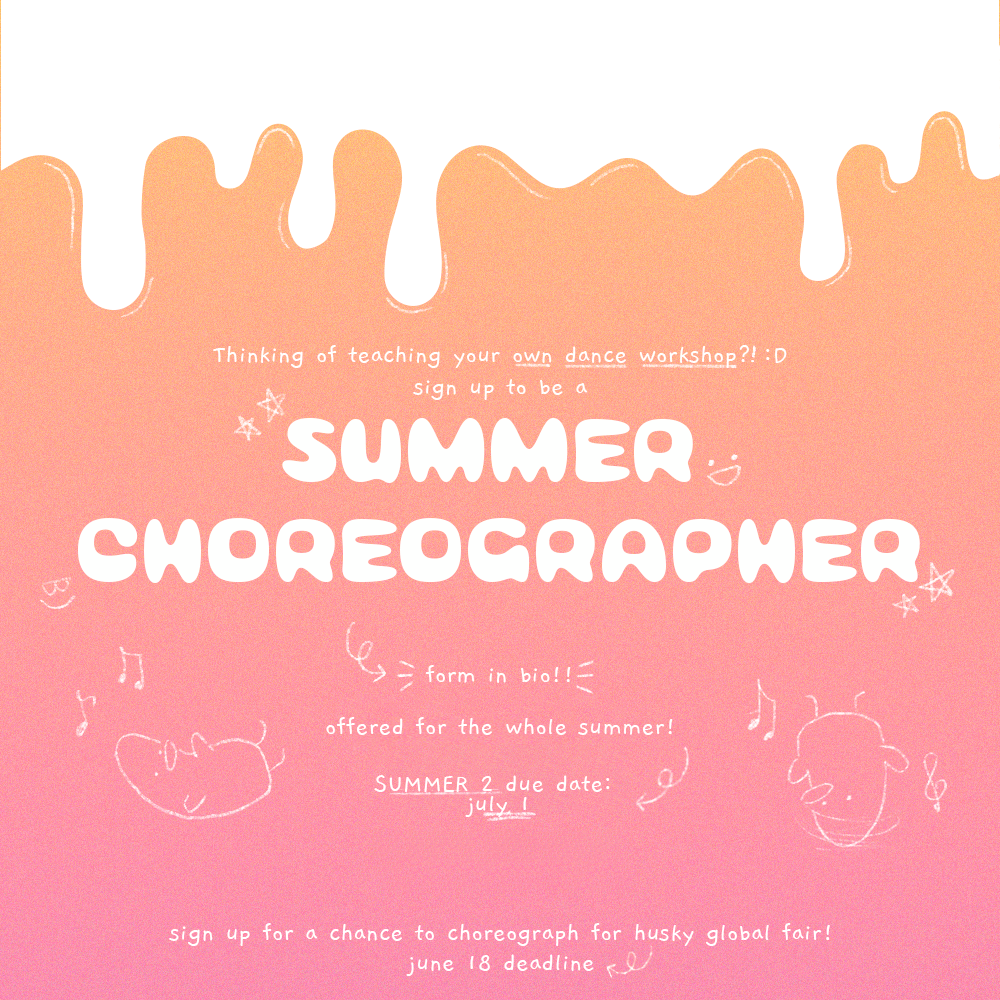 Thinking of teaching your own dance workshop?! :D
sign up to be a
SUMMER
CHOREOGRAPHER
form in bio!!
offered for the whole summer!
SUMMER 2 due date:
july 1
sign up for a chance to choreograph for husky global fair!
june 18 deadline